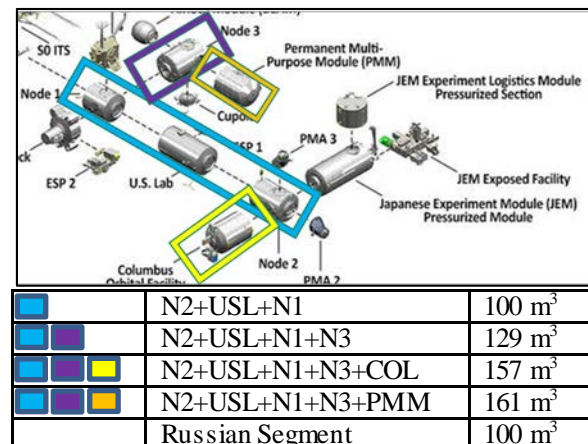 Node 3
S0 ITS
Permanent Multi-
Purpose Module (PMM)
JEM Experiment Logistics Module
Pressurized Section
Node 1
PMA 3
ESP 2
U.S. Lab
JEM Exposed Facility
Japanese Experiment Module (JEM)
Pressurized Module
Node 2
PMA 2
Columbus
N2+USL+N1 100 m³
N2+USL+N1+N3 129 m³
N2+USL+N1+N3+COL 157 m³
N2+USL+N1+N3+PMM 161 m³
Russian Segment 100 m³